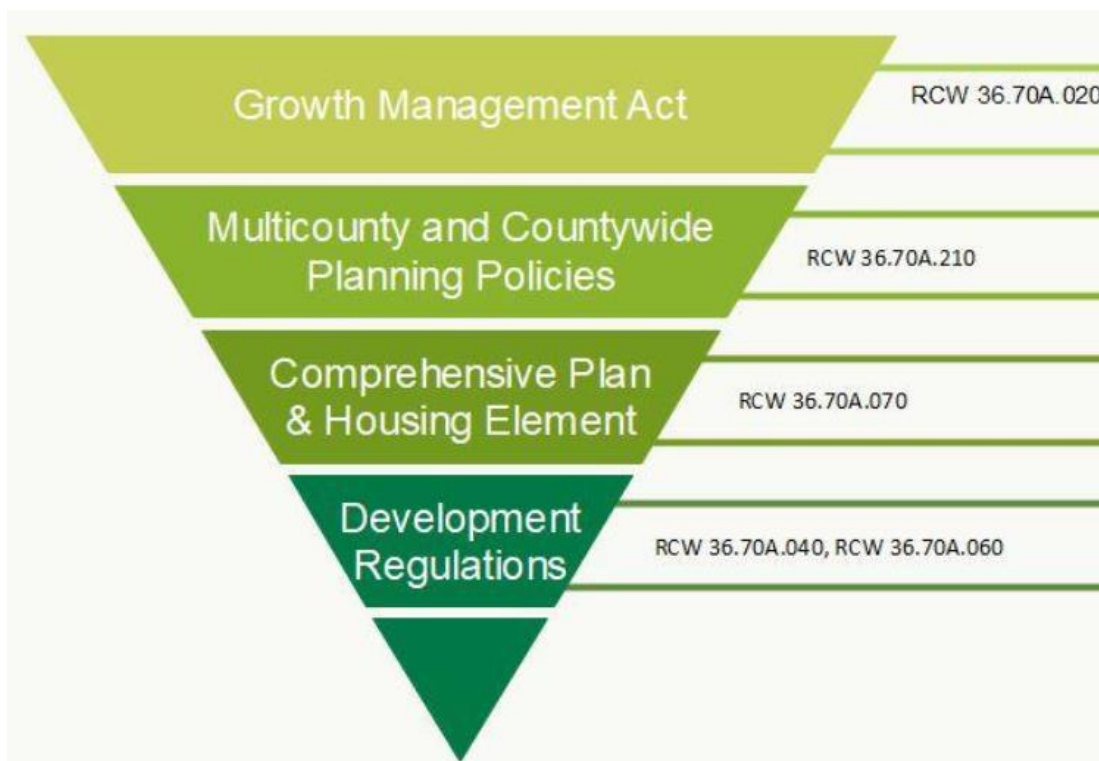 Growth Management Act
RCW 36.70A.020
Multicounty and Countywide
Planning Policies
RCW 36.70A.210
Comprehensive Plan
& Housing Element
RCW 36.70A.070
Development
Regulations
RCW 36.70A.040, RCW 36.70A.060